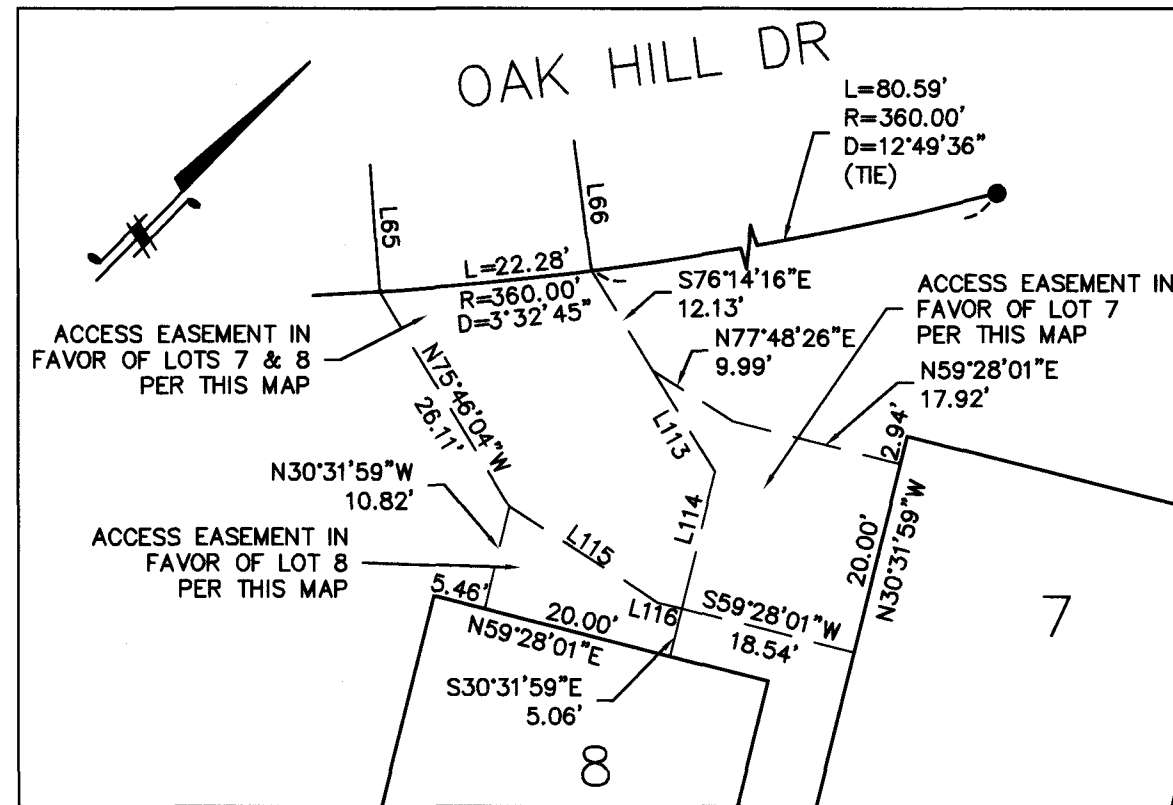 OAK HILL DR
L=80.59'
R=360.00'
D=12°49'36"
(TIE)
L65
L66
L=22.28'
R=360.00'
D=3°32'45"
S76°14'16"E
12.13'
ACCESS EASEMENT IN
FAVOR OF LOT 7
PER THIS MAP
ACCESS EASEMENT IN
FAVOR OF LOTS 7 & 8
PER THIS MAP
N77°48'26"E
9.99'
N59°28'01"E
17.92'
N75°46'04"W
26.11'
L113
2.94'
N30°31'59"W
10.82'
L114
20.00'
N30°31'59"W
ACCESS EASEMENT IN
FAVOR OF LOT 8
PER THIS MAP
L115
5.46'
20.00'
N59°28'01"E
L116
S59°28'01"W
18.54'
7
S30°31'59"E
5.06'
8